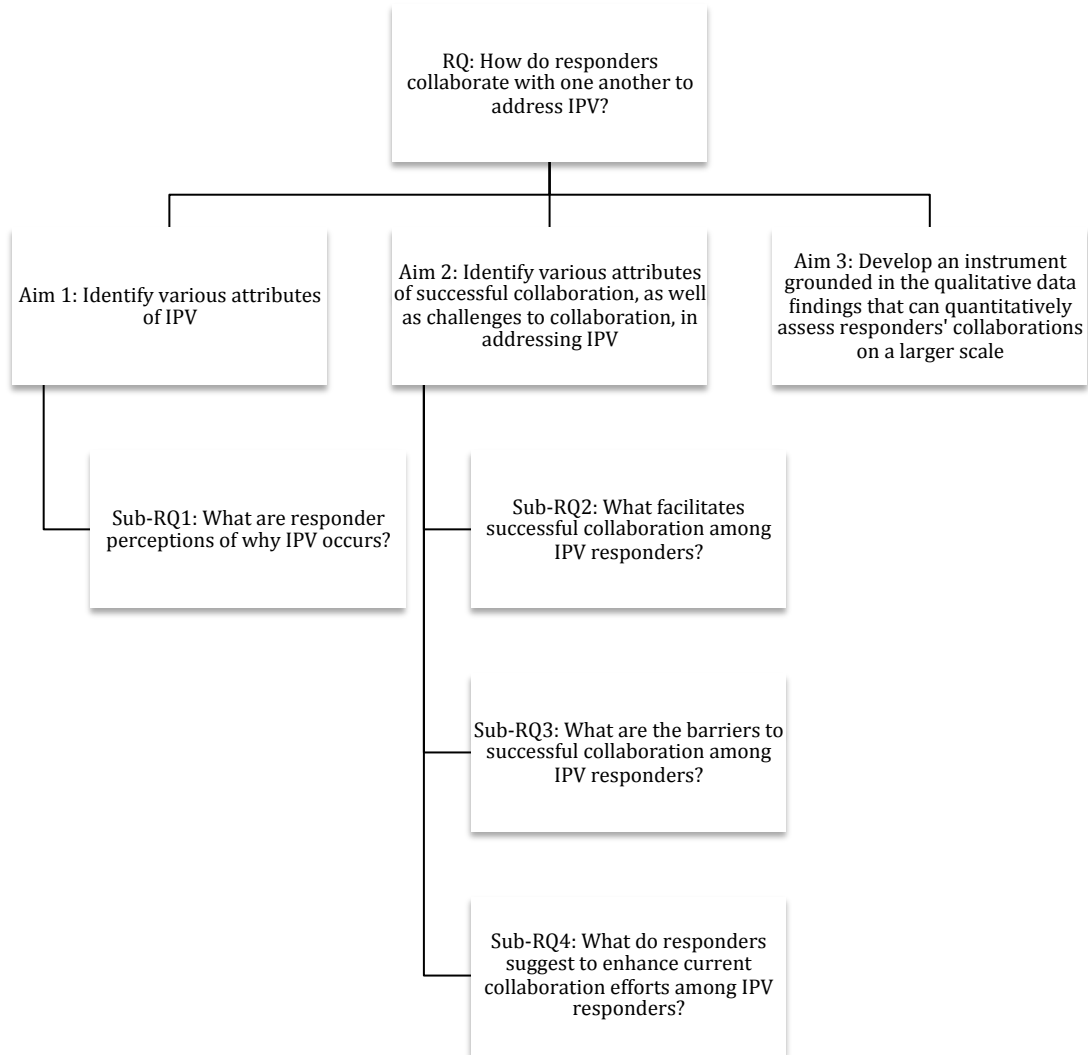 RQ: How do responders
collaborate with one another to
address IPV?
Aim 1: Identify various attributes
of IPV
Aim 2: Identify various attributes
of successful collaboration, as well
as challenges to collaboration, in
addressing IPV
Aim 3: Develop an instrument
grounded in the qualitative data
findings that can quantitatively
assess responders' collaborations
on a larger scale
Sub-RQ1: What are responder
perceptions of why IPV occurs?
Sub-RQ2: What facilitates
successful collaboration among
IPV responders?
Sub-RQ3: What are the barriers to
successful collaboration among
IPV responders?
Sub-RQ4: What do responders
suggest to enhance current
collaboration efforts among IPV
responders?